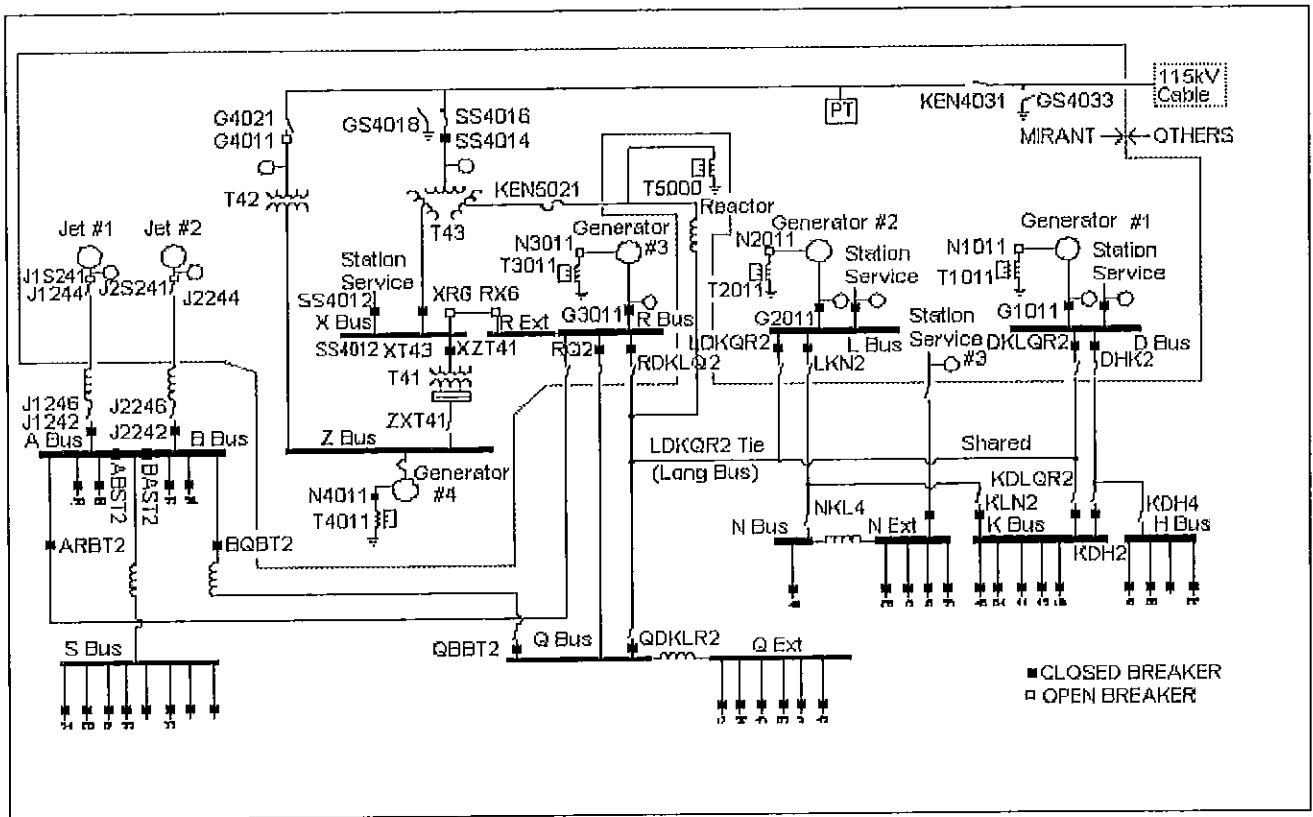 115kV
Cable
KEN4031
GS4033
PT
MIRANT
OTHERS
G4021
G4011
GS4018
SS4016
SS4014
T42
T43
KEN5021
T5000
Reactor
Jet #1
Jet #2
J1S241
J1244
J2S241
J2244
Generator
#3
N3011
T3011
Generator #2
N2011
T2011
Station
Service
Generator
#1
N1011
T1011
Station
Service
Station
Service
SS4012
X Bus
SS4012
XT43
XRG
RX6
XZT41
R Ext
G3011
R Bus
RQ2
RDKLQ2
G2011
LDKQR2
L Bus
LKN2
Station
Service
#3
G1011
DKLQR2
D Bus
DHK2
T41
ZXT41
J1246
J1242
J2246
J2242
A Bus
B Bus
ABST2
BAST2
Z Bus
Generator
#4
N4011
T4011
LDKQR2 Tie
(Lang Bus)
Shared
KDLQR2
KLN2
K Bus
KDH2
KDH4
H Bus
NKL4
N Bus
N Ext
ARBT2
BQBT2
QBBT2
Q Bus
QDKLR2
Q Ext
S Bus
CLOSED BREAKER
OPEN BREAKER